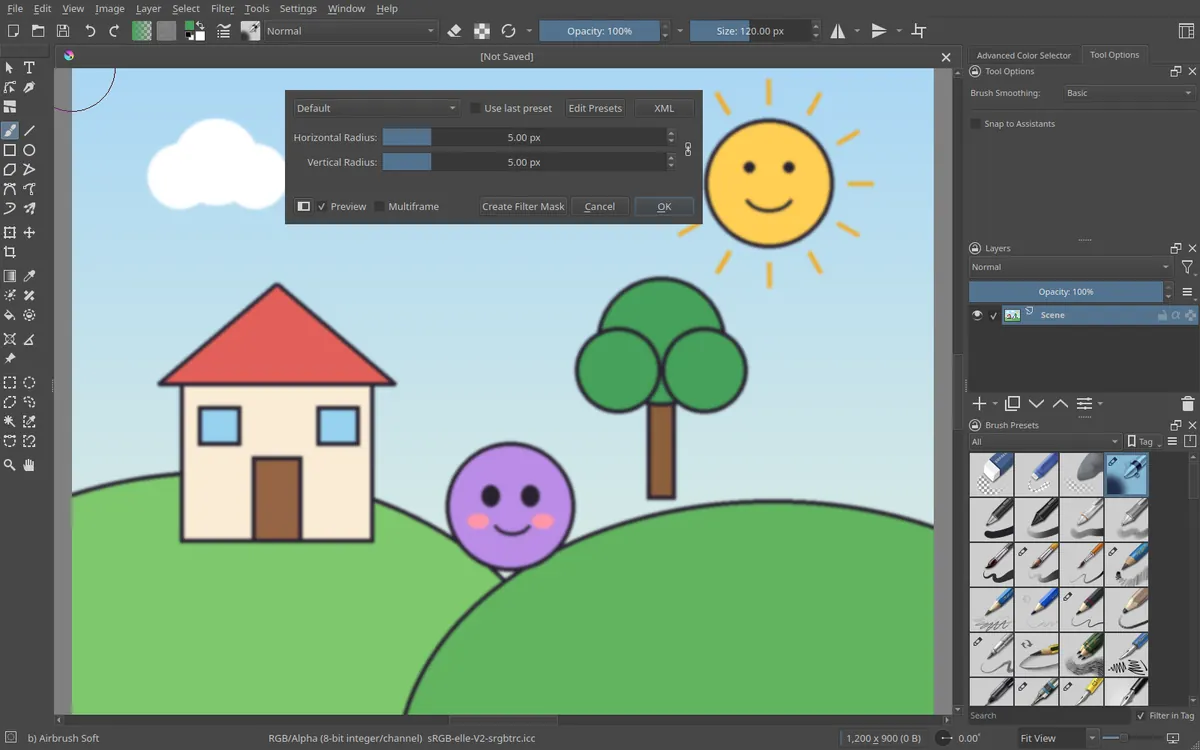 File Edit View Image Layer Select Filter Tools Settings Window Help
Normal Opacity: 100% Size: 120.00 px
[Not Saved]
Advanced Color Selector Tool Options
Tool Options
Brush Smoothing: Basic
Snap to Assistants
Default Use last preset Edit Presets XML
Horizontal Radius: 5.00 px
Vertical Radius: 5.00 px
Preview Multiframe Create Filter Mask Cancel OK
Layers
Normal
Opacity: 100%
Scene
Brush Presets
All Tag
Search Filter in Tag
b) Airbrush Soft RGB/Alpha (8-bit integer/channel) sRGB-elle-V2-srgbtrc.icc 1,200 x 900 (0 B) 0.00° Fit View